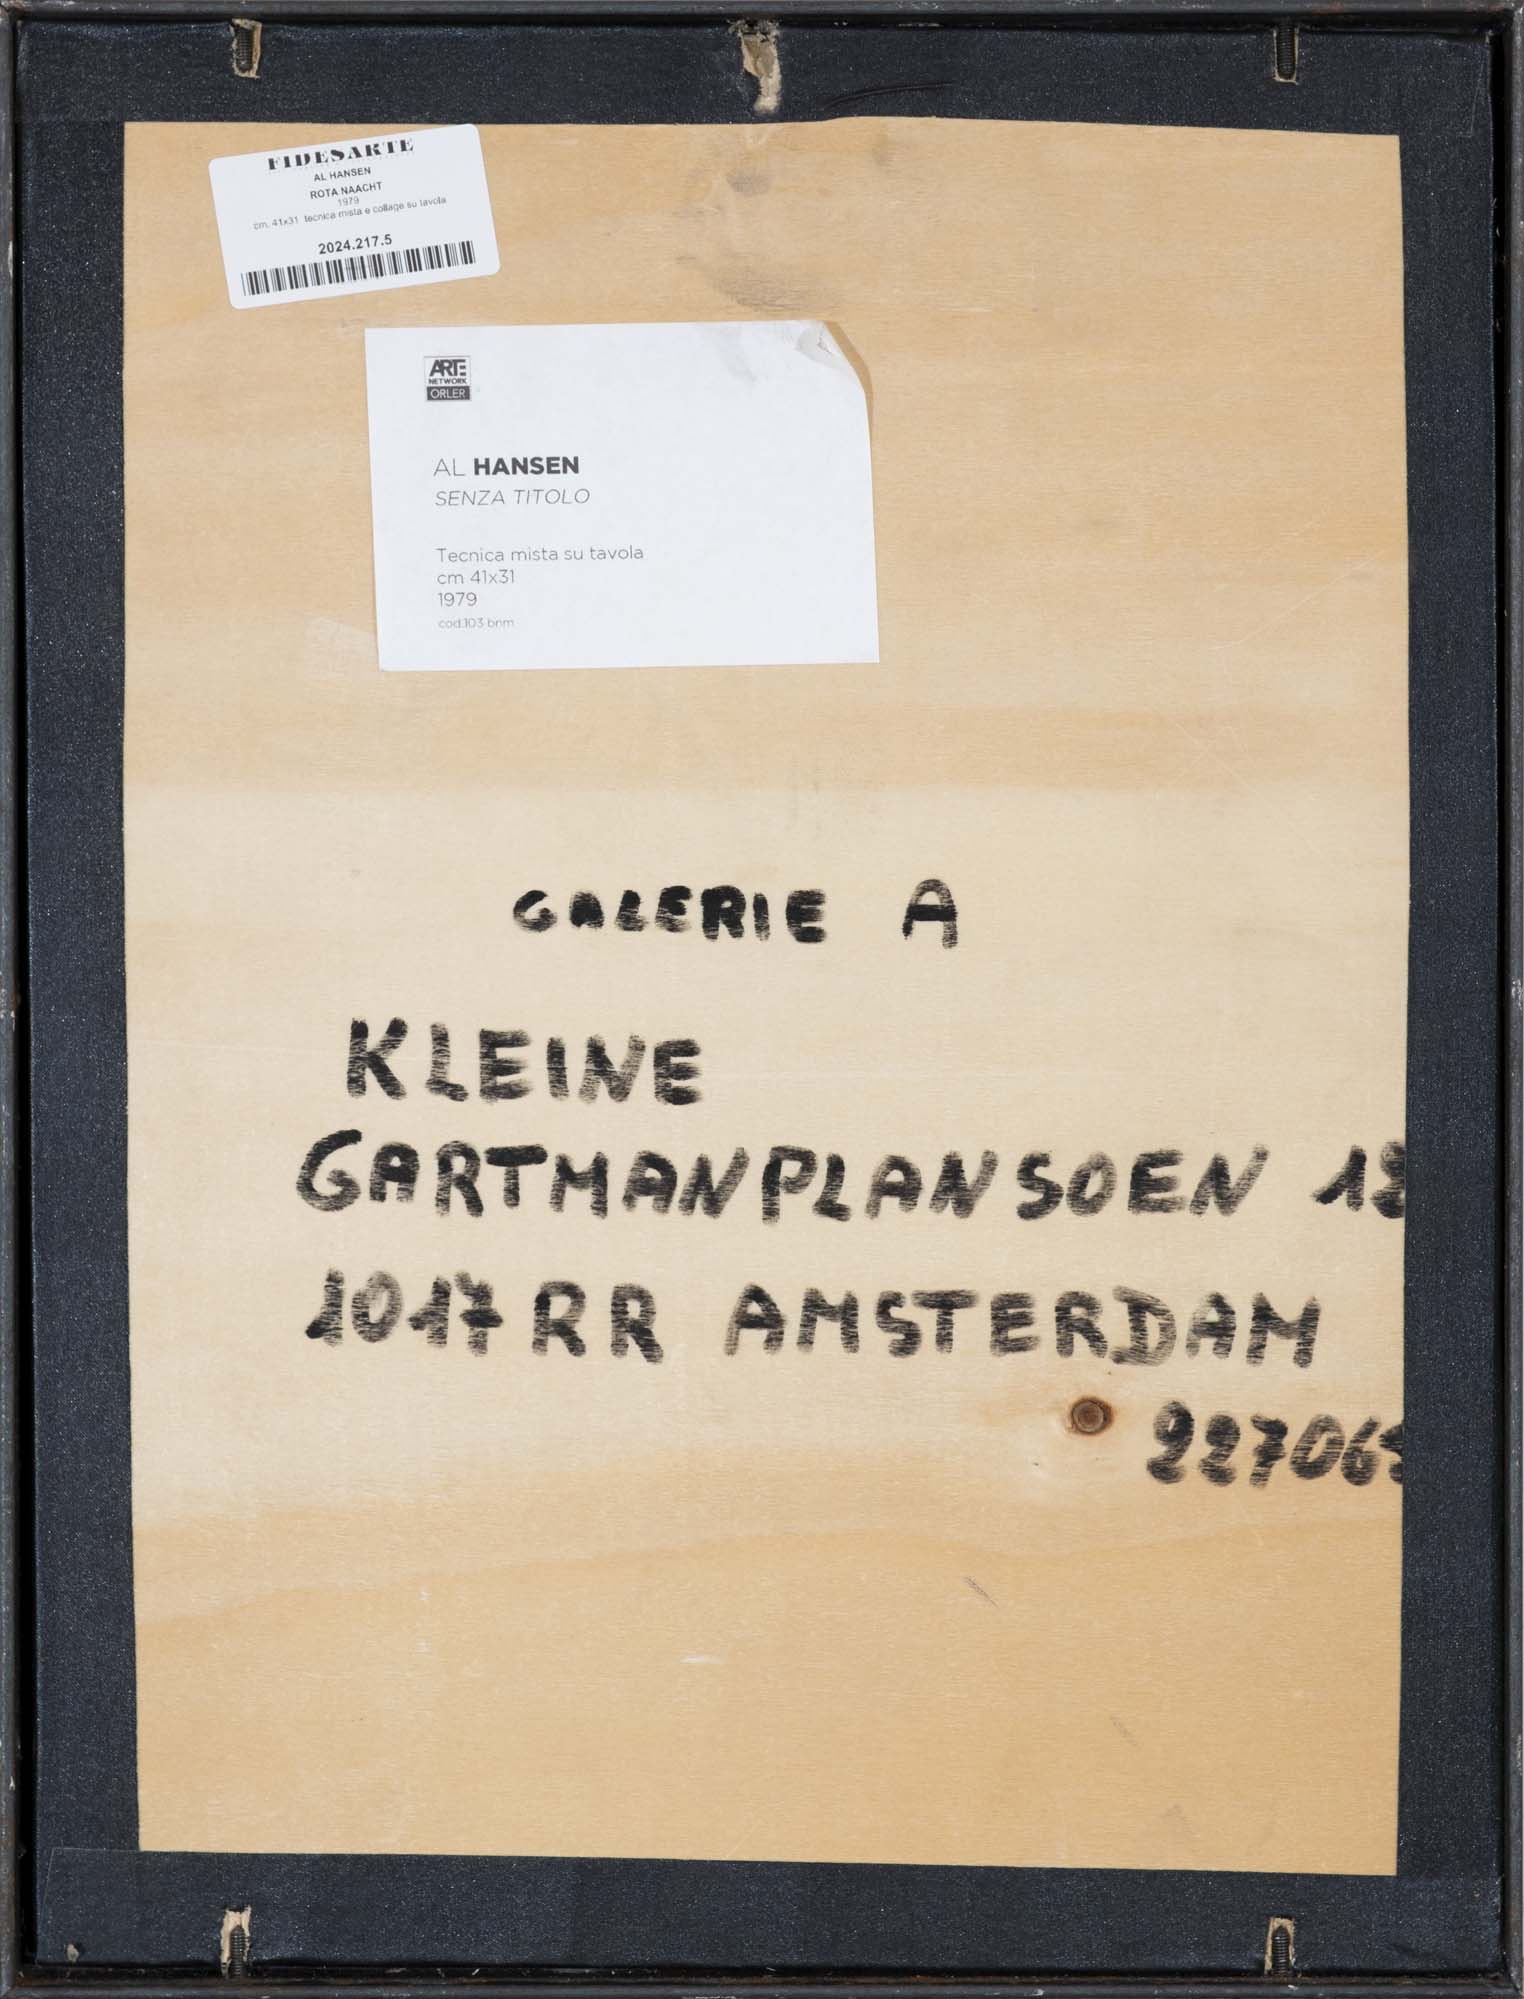 FIDESARTE
AL HANSEN
ROTA NAACHT
1979
cm. 41x31 tecnica mista e collage su tavola
2024.217.5
ARTE
NETWORK
ORLER
AL HANSEN
SENZA TITOLO
Tecnica mista su tavola
cm 41x31
1979
cod.103 bnm
GALERIE A
KLEINE
GARTMANPLANSOEN
1017 RR AMSTERDAM